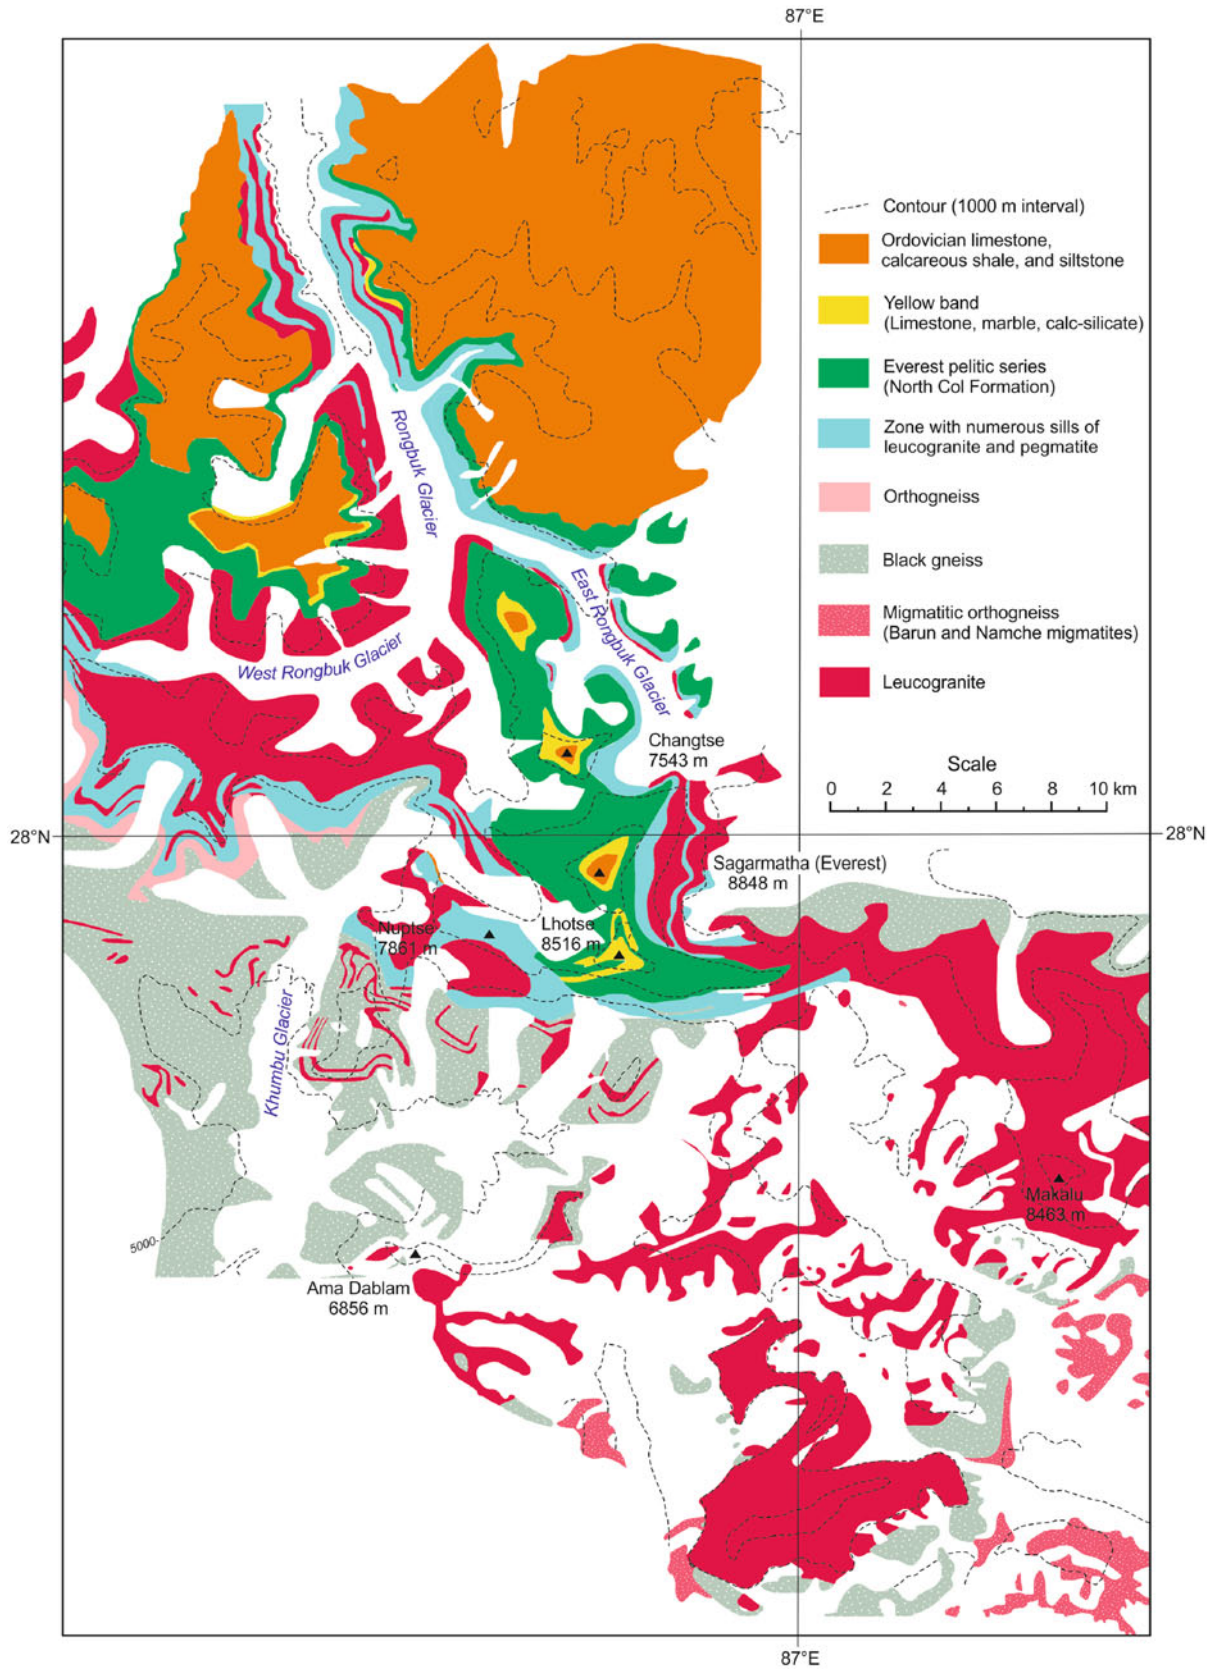 87°E
Contour (1000 m interval)
Ordovician limestone,
calcareous shale, and siltstone
Yellow band
(Limestone, marble, calc-silicate)
Everest pelitic series
(North Col Formation)
Zone with numerous sills of
leucogranite and pegmatite
Orthogneiss
Black gneiss
Migmatitic orthogneiss
(Barun and Namche migmatites)
Leucogranite
Scale
0 2 4 6 8 10 km
Rongbuk Glacier
East Rongbuk Glacier
West Rongbuk Glacier
Changtse
7543 m
28°N
28°N
Sagarmatha (Everest)
8848 m
Nuptse
7861 m
Lhotse
8516 m
Khumbu Glacier
Makalu
8463 m
5000
Ama Dablam
6856 m
87°E